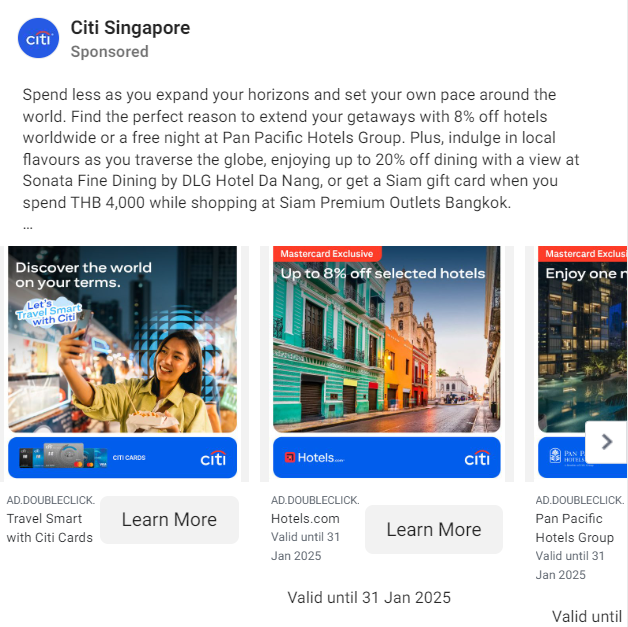 citi
Citi Singapore
Sponsored
Spend less as you expand your horizons and set your own pace around the
world. Find the perfect reason to extend your getaways with 8% off hotels
worldwide or a free night at Pan Pacific Hotels Group. Plus, indulge in local
flavours as you traverse the globe, enjoying up to 20% off dining with a view at
Sonata Fine Dining by DLG Hotel Da Nang, or get a Siam gift card when you
spend THB 4,000 while shopping at Siam Premium Outlets Bangkok.
...
Discover the world
on your terms.
Let's
Travel Smart
with Citi
CITI CARDS
citi
AD.DOUBLECLICK.
Travel Smart
with Citi Cards
Learn More
Mastercard Exclusive
Up to 8% off selected hotels
Hotels.com
citi
AD.DOUBLECLICK.
Hotels.com
Valid until 31
Jan 2025
Learn More
Valid until 31 Jan 2025
Mastercard Exclusi
Enjoy one n
PAN P
HOTELS
AD.DOUBLECLICK.
Pan Pacific
Hotels Group
Valid until 31
Jan 2025
Valid until